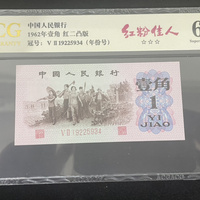 CG
中国人民银行
1962年壹角 红二凸版
冠号：V II 19225934（年份号）
红粉佳人
☆☆☆
6
中国人民银行
壹角
1
YI
JIAO
V II 19225934